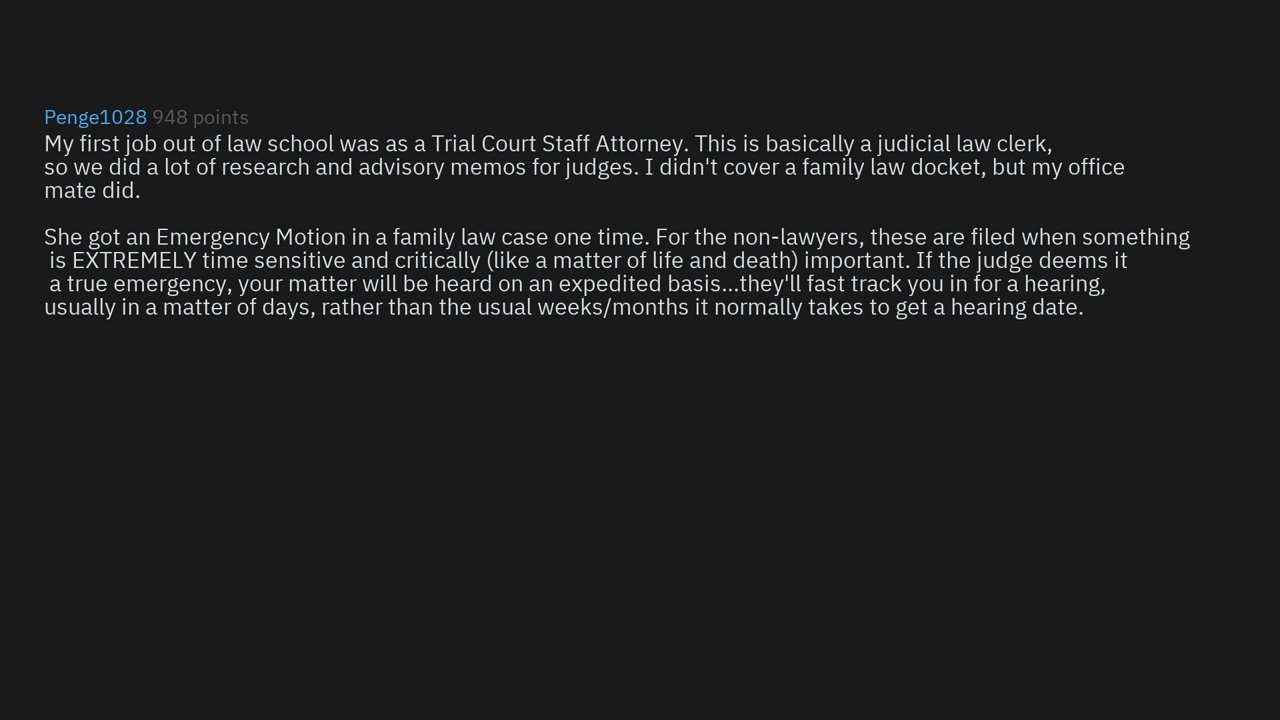 Penge1028 948 points
My first job out of law school was as a Trial Court Staff Attorney. This is basically a judicial law clerk,
so we did a lot of research and advisory memos for judges. I didn't cover a family law docket, but my office
mate did.
She got an Emergency Motion in a family law case one time. For the non-lawyers, these are filed when something
is EXTREMELY time sensitive and critically (like a matter of life and death) important. If the judge deems it
a true emergency, your matter will be heard on an expedited basis...they'll fast track you in for a hearing,
usually in a matter of days, rather than the usual weeks/months it normally takes to get a hearing date.